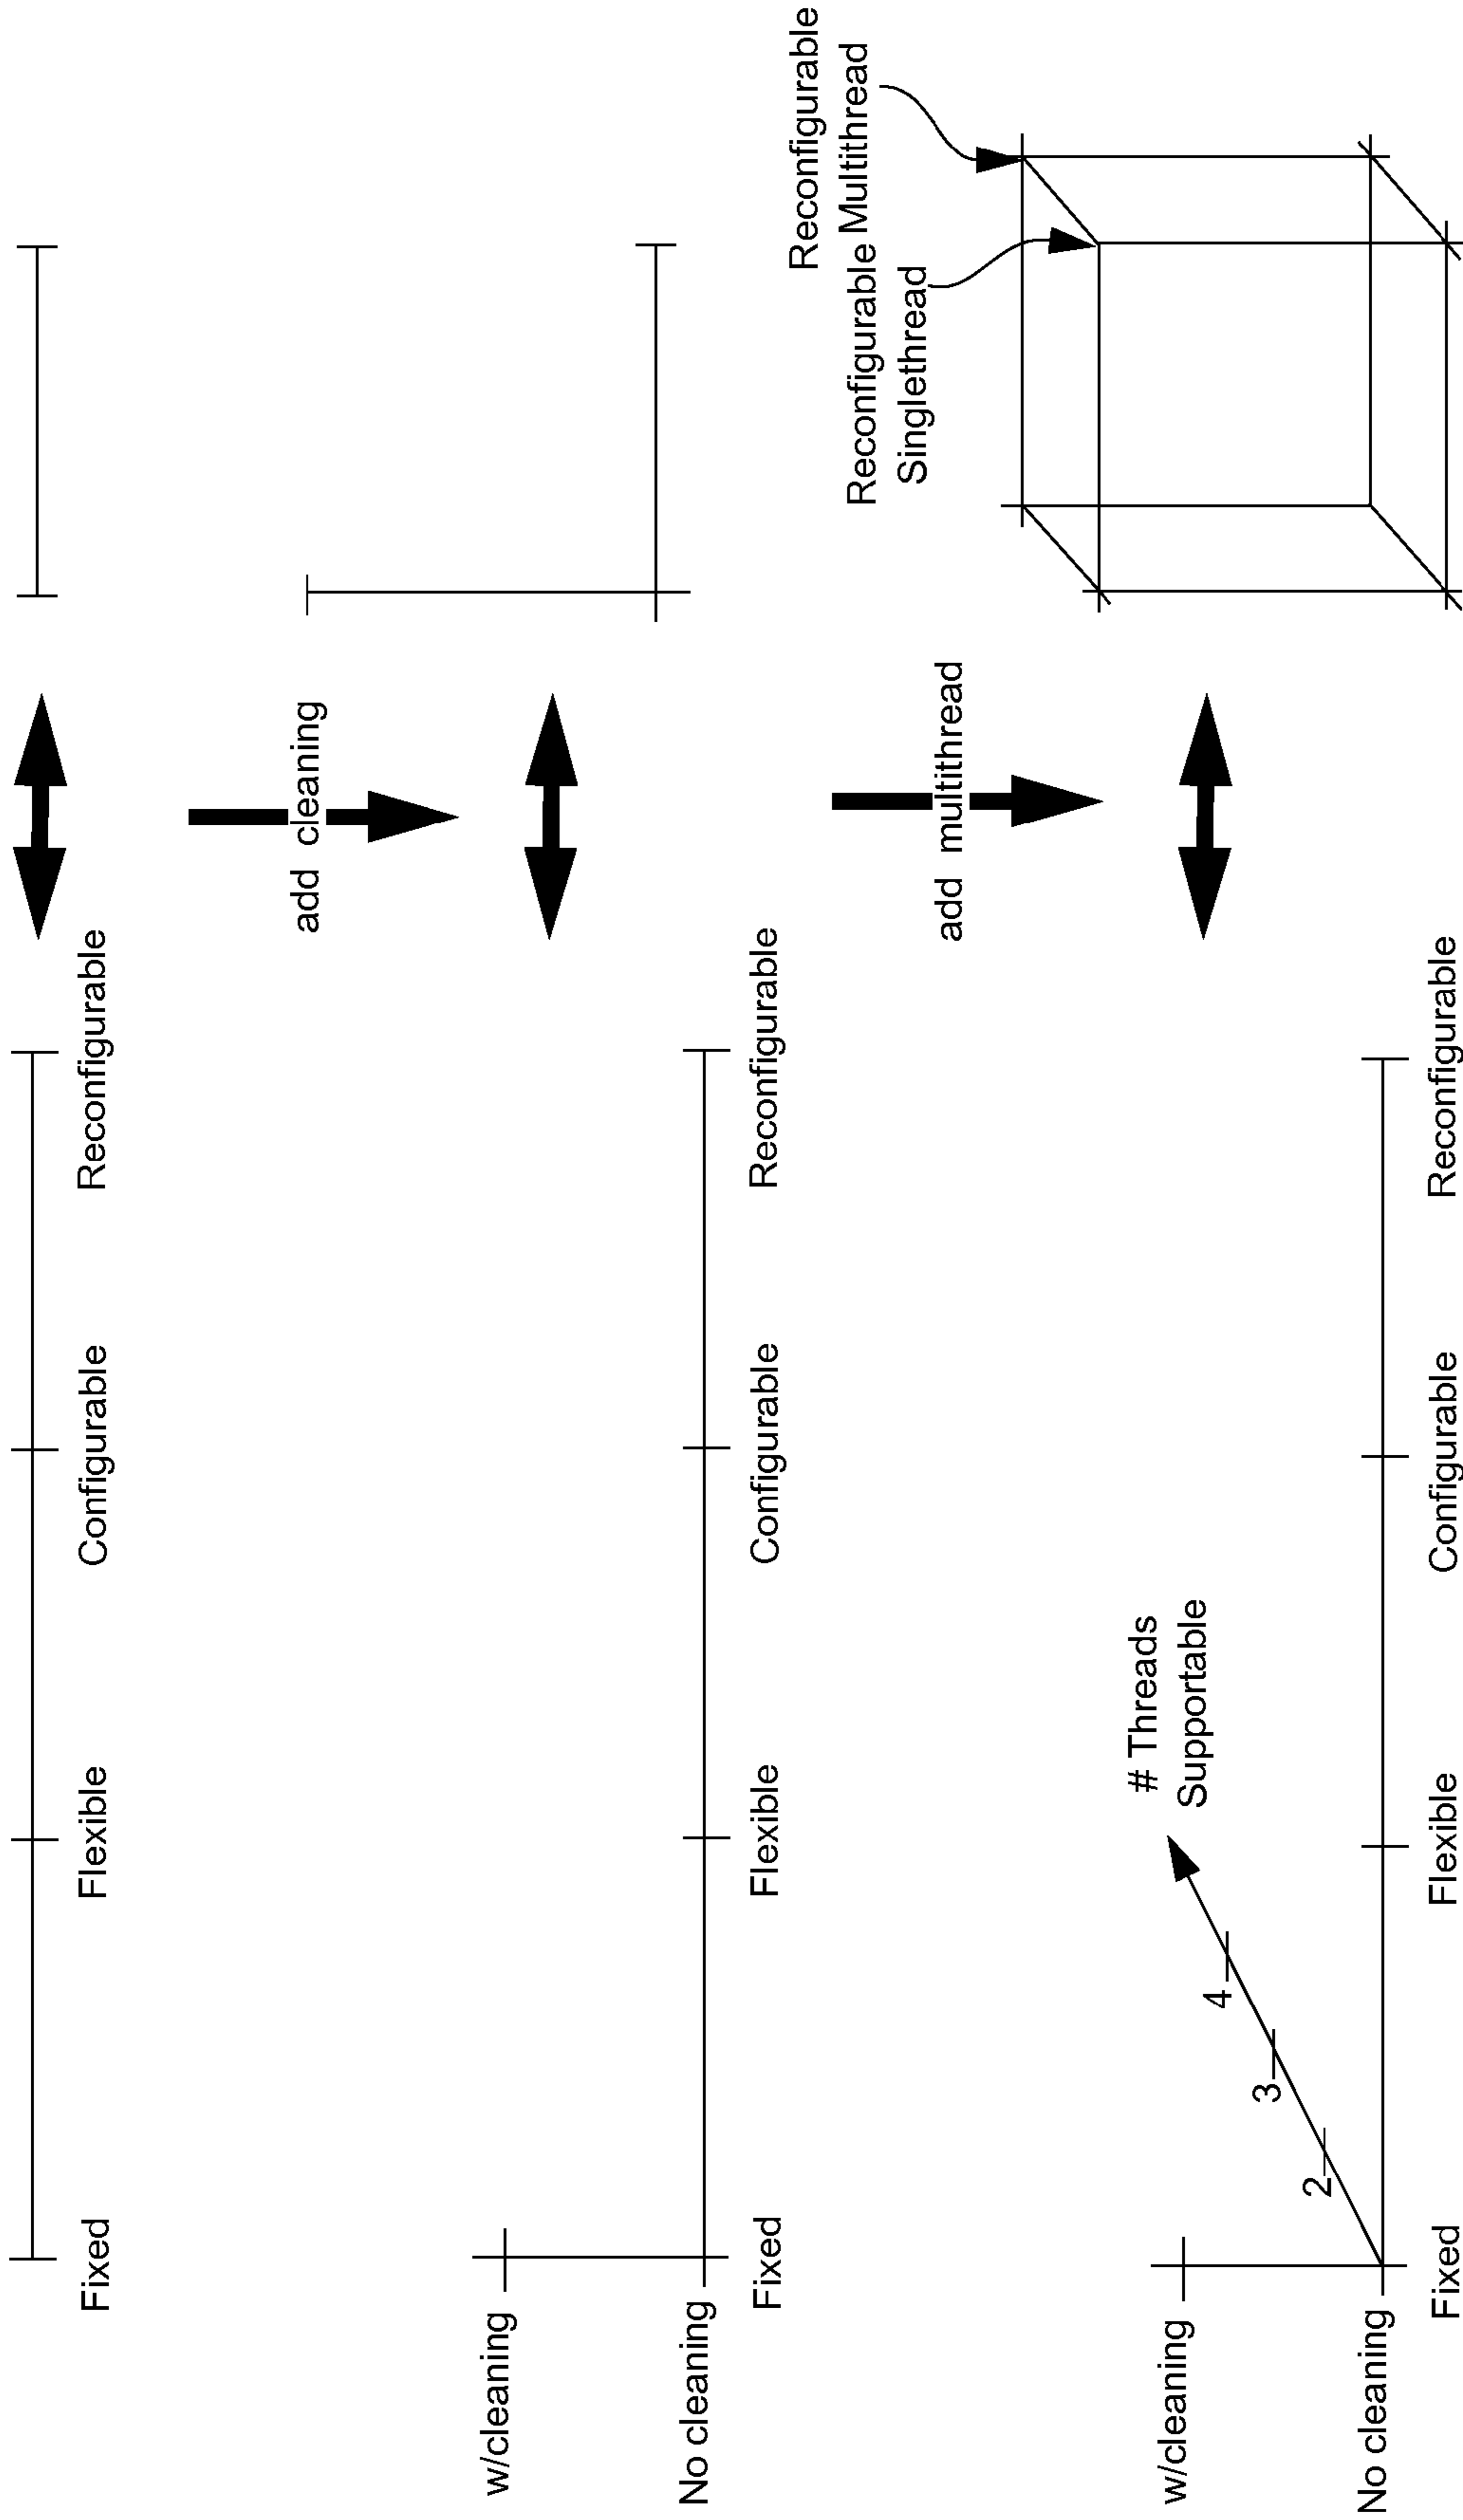 Fixed
Flexible
Configurable
Reconfigurable
add cleaning
w/cleaning
No cleaning
Fixed
Flexible
Configurable
Reconfigurable
add multithread
Reconfigurable
Multithread
Reconfigurable
Singlethread
# Threads
Supportable
4
3
2
w/cleaning
No cleaning
Fixed
Flexible
Configurable
Reconfigurable